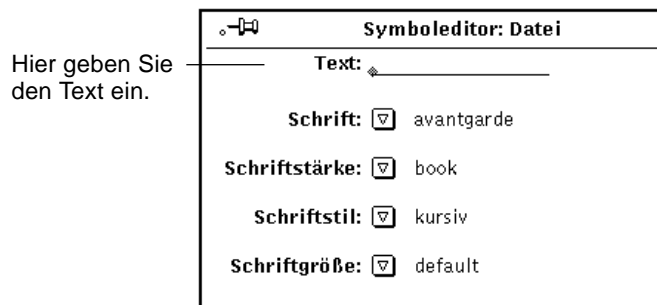 Symboleditor: Datei
Hier geben Sie
den Text ein.
Text:
Schrift: avantgarde
Schriftstärke: book
Schriftstil: kursiv
Schriftgröße: default